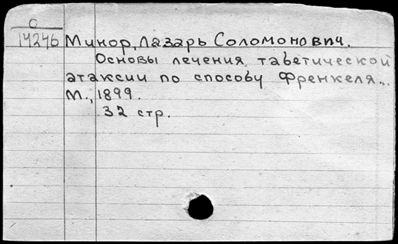 О
14246
Минор, Лазарь Соломонович.
Основы лечения табетической
атаксии по способу Френкеля...
М., 1899.
32 стр.